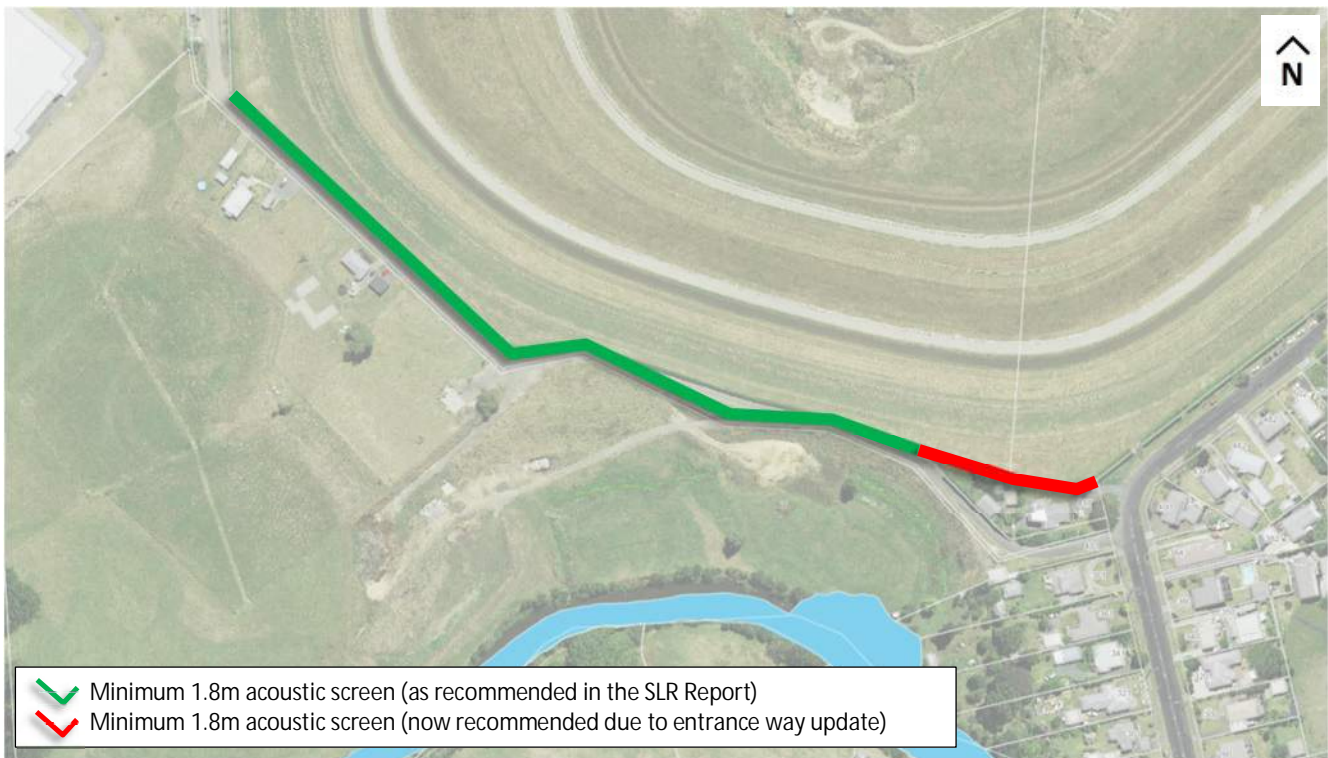 N
Minimum 1.8m acoustic screen (as recommended in the SLR Report)
Minimum 1.8m acoustic screen (now recommended due to entrance way update)